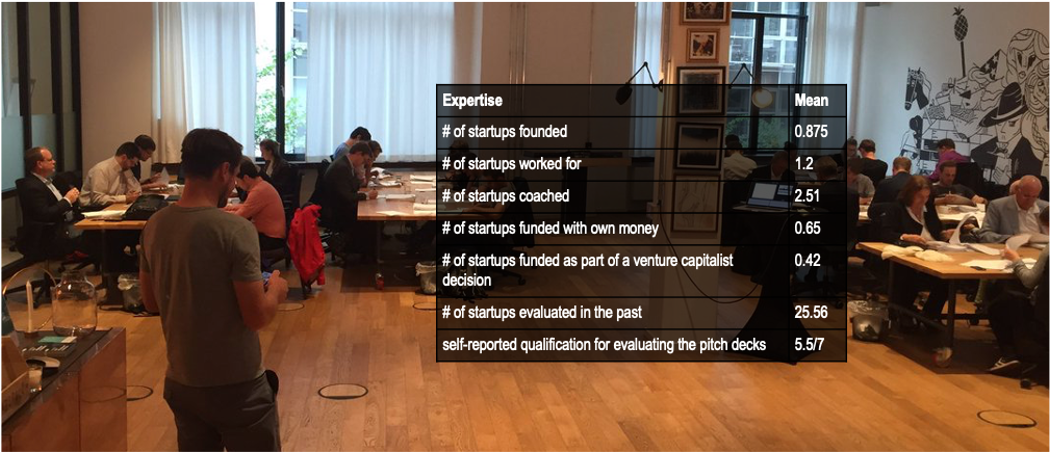 Expertise Mean
# of startups founded 0.875
# of startups worked for 1.2
# of startups coached 2.51
# of startups funded with own money 0.65
# of startups funded as part of a venture capitalist 0.42
decision
# of startups evaluated in the past 25.56
self-reported qualification for evaluating the pitch decks 5.5/7